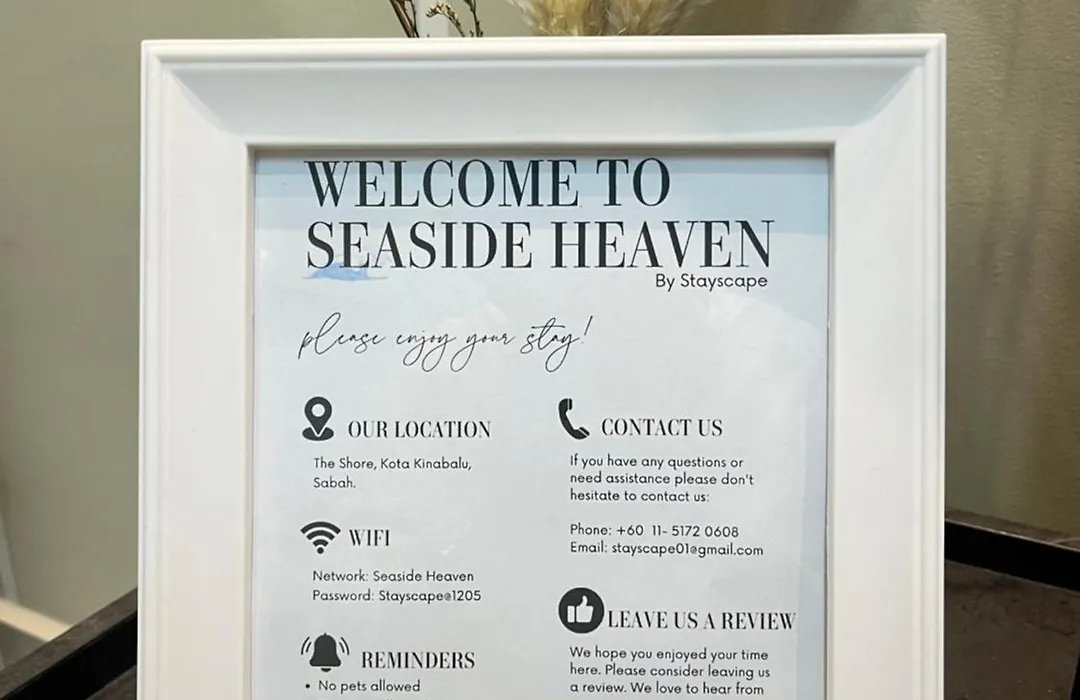 WELCOME TO
SEASIDE HEAVEN
By Stayscape
please enjoy your stay!
OUR LOCATION
The Shore, Kota Kinabalu,
Sabah.
WIFI
Network: Seaside Heaven
Password: Stayscape@1205
REMINDERS
• No pets allowed
CONTACT US
If you have any questions or
need assistance please don't
hesitate to contact us:
Phone: +60 11- 5172 0608
Email: stayscape01@gmail.com
LEAVE US A REVIEW
We hope you enjoyed your time
here. Please consider leaving us
a review. We love to hear from